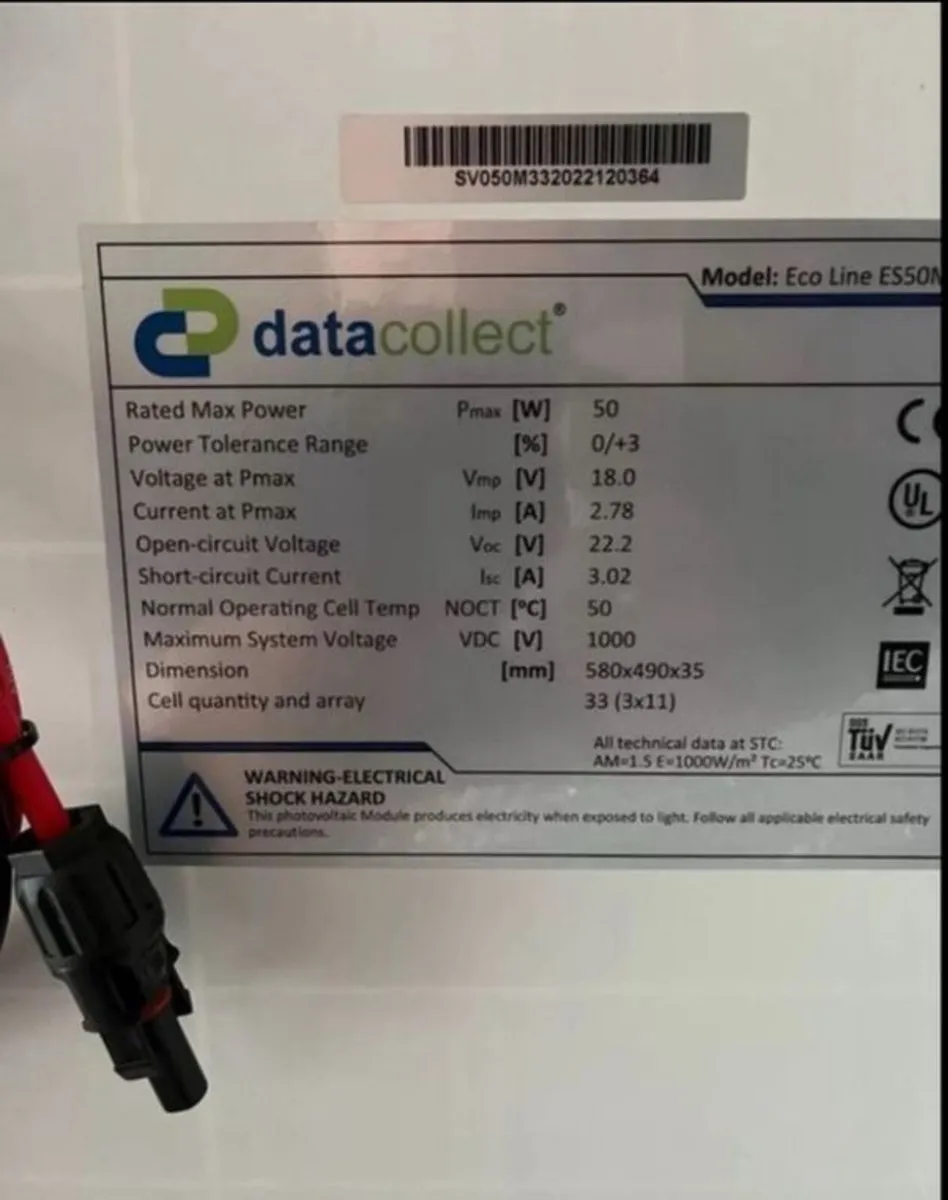 SV050M332022120364
Model: Eco Line ES50
datacollect®
Rated Max Power Pmax [W] 50
Power Tolerance Range [%] 0/+3
Voltage at Pmax Vmp [V] 18.0
Current at Pmax Imp [A] 2.78
Open-circuit Voltage Voc [V] 22.2
Short-circuit Current Isc [A] 3.02
Normal Operating Cell Temp NOCT [°C] 50
Maximum System Voltage VDC [V] 1000
Dimension [mm] 580x490x35
Cell quantity and array 33 (3x11)
UL
IEC
TÜV
SAAR
All technical data at STC:
AM=1.5 E=1000W/m² Tc=25°C
WARNING-ELECTRICAL
SHOCK HAZARD
This photovoltaic Module produces electricity when exposed to light. Follow all applicable electrical safety
precautions.